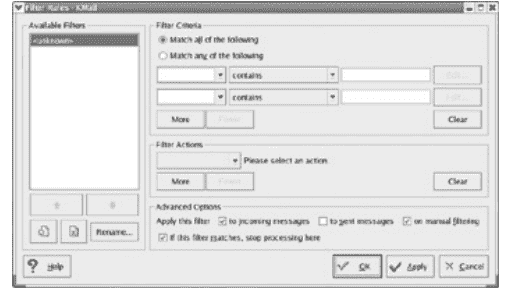 Filter Rules - KMail
Available Filters
<unknown>
Rename...
Filter Criteria
Match all of the following
Match any of the following
contains
contains
More
Fewer
Clear
Filter Actions
Please select an action.
More
Fewer
Clear
Advanced Options
Apply this filter to incoming messages to sent messages on manual filtering
If this filter matches, stop processing here
Help
OK
Apply
Cancel